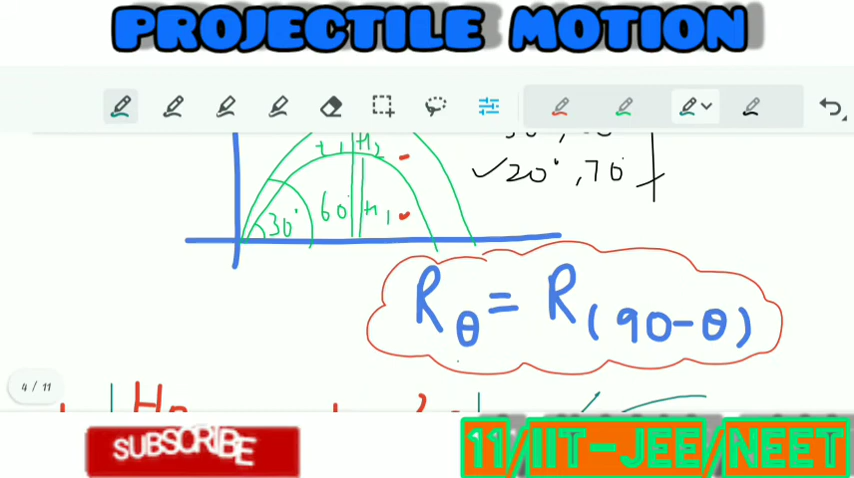 PROJECTILE MOTION
H2
✓20°, 70°
30° 60° H1
Rθ = R(90-θ)
4 / 11
SUBSCRIBE
11/IIT-JEE/NEET